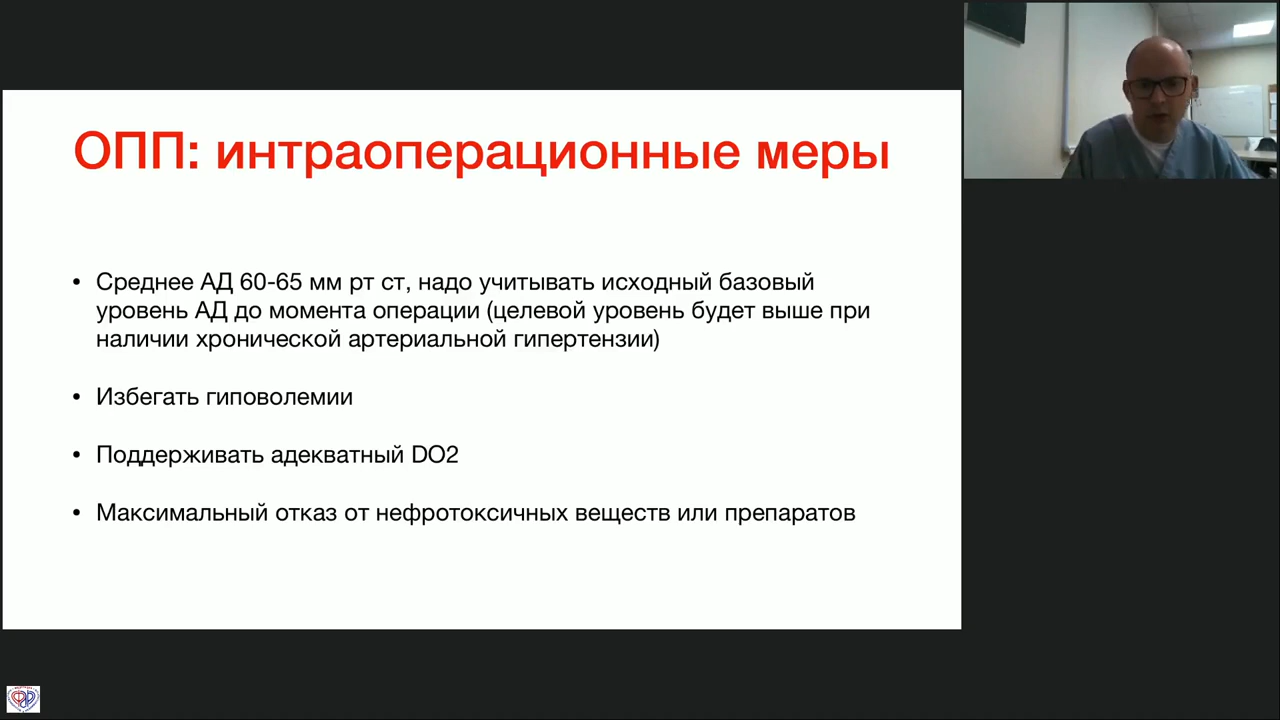 ОПП: интраоперационные меры
• Среднее АД 60-65 мм рт ст, надо учитывать исходный базовый
уровень АД до момента операции (целевой уровень будет выше при
наличии хронической артериальной гипертензии)
• Избегать гиповолемии
• Поддерживать адекватный DO2
• Максимальный отказ от нефротоксичных веществ или препаратов